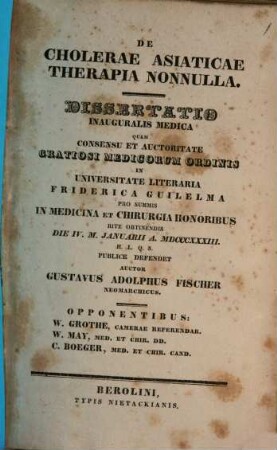 DE
CHOLERAE ASIATICAE
THERAPIA NONNULLA.
DISSERTATIO
INAUGURALIS MEDICA
QUAM
CONSENSU ET AUCTORITATE
GRATIOSI MEDICORUM ORDINIS
IN
UNIVERSITATE LITERARIA
FRIDERICA GUILELMA
PRO SUMMIS
IN MEDICINA ET CHIRURGIA HONORIBUS
RITE OBTINENDIS
DIE IV. M. JANUARII A. MDCCCXXXIII.
H. L. Q. S.
PUBLICE DEFENDET
AUCTOR
GUSTAVUS ADOLPHUS FISCHER
NEOMARCHICUS.
OPPONENTIBUS:
W. GROTHE, CAMERAE REFERENDAR.
W. MAY, MED. ET CHIR. DD.
C. BOEGER, MED. ET CHIR. CAND.
BEROLINI,
TYPIS NIETACKIANIS.